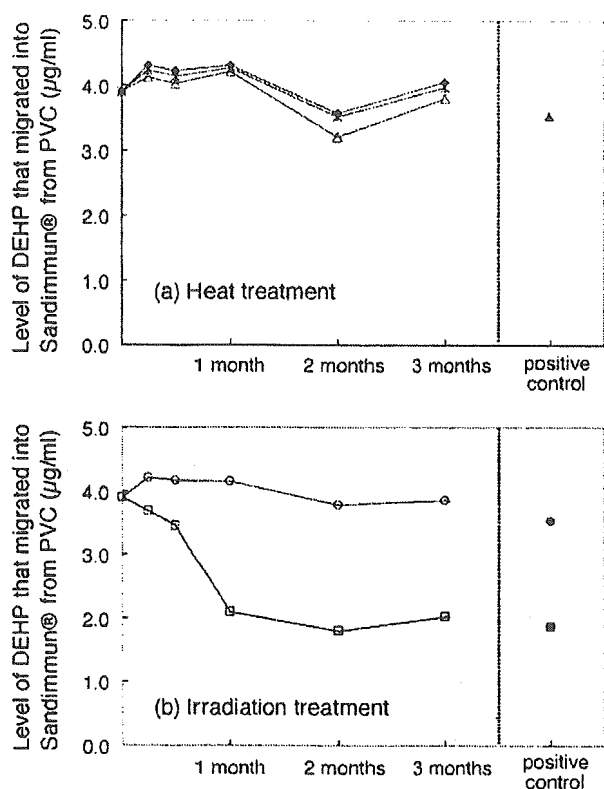 Level of DEHP that migrated into
Sandimmun® from PVC (µg/ml)
5.0
4.0
3.0
2.0
1.0
0.0
(a) Heat treatment
1 month
2 months
3 months
positive
control
Level of DEHP that migrated into
Sandimmun® from PVC (µg/ml)
5.0
4.0
3.0
2.0
1.0
0.0
(b) Irradiation treatment
1 month
2 months
3 months
positive
control